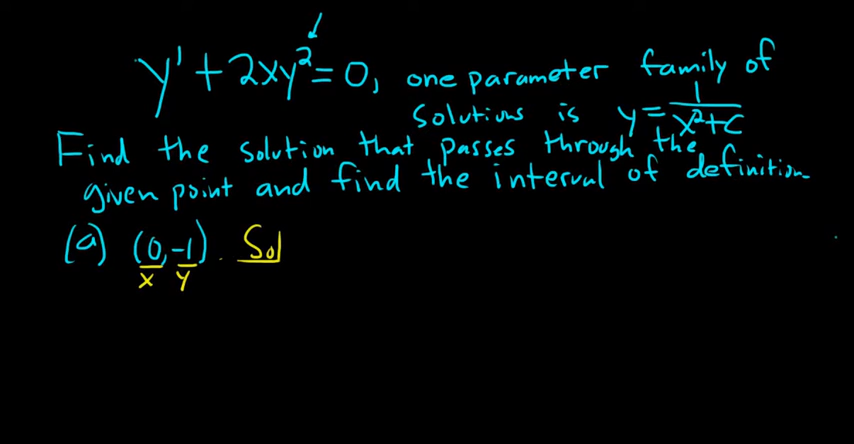 y' + 2xy² = 0, one parameter family of
solutions is y = 1/(x²+c)
Find the solution that passes through the
given point and find the interval of definition
(a) (0,-1). Sol
x y